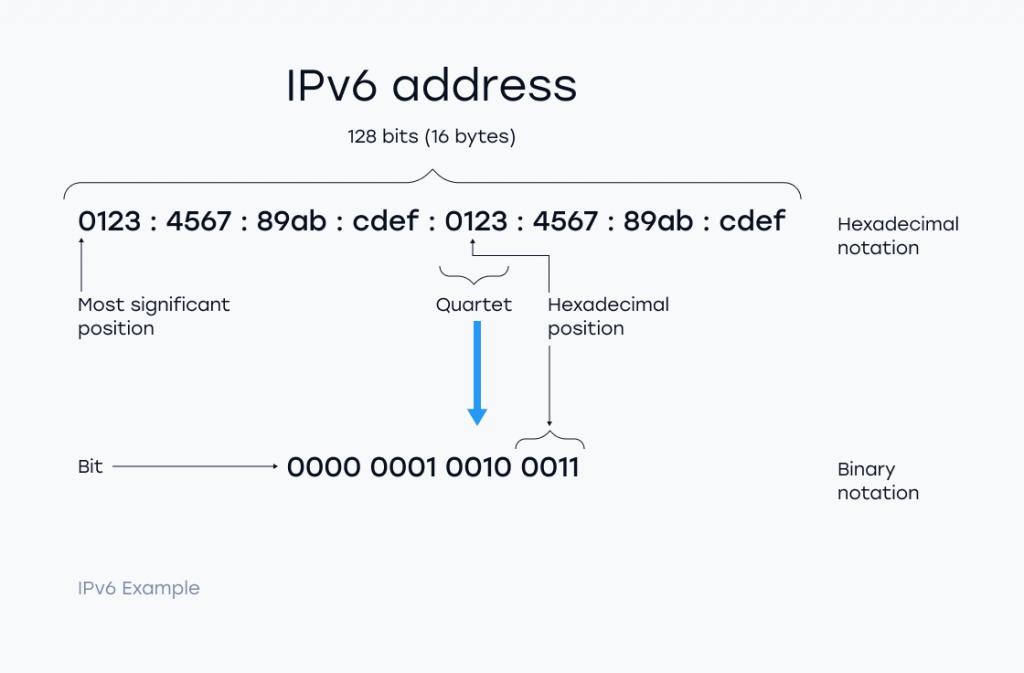 IPv6 address
128 bits (16 bytes)
0123 : 4567 : 89ab : cdef : 0123 : 4567 : 89ab : cdef
Hexadecimal
notation
Most significant
position
Quartet
Hexadecimal
position
Bit
0000 0001 0010 0011
Binary
notation
IPv6 Example